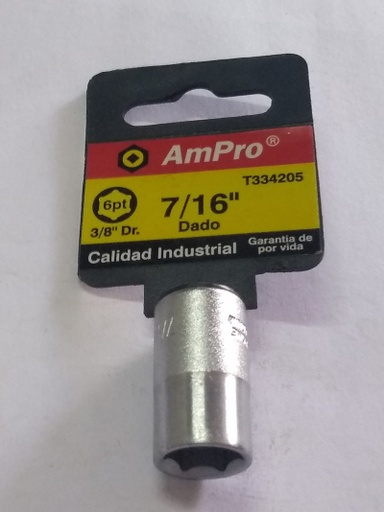 AmPro®
T334205
6pt
7/16"
3/8" Dr.
Dado
Calidad Industrial
Garantia de
por vida